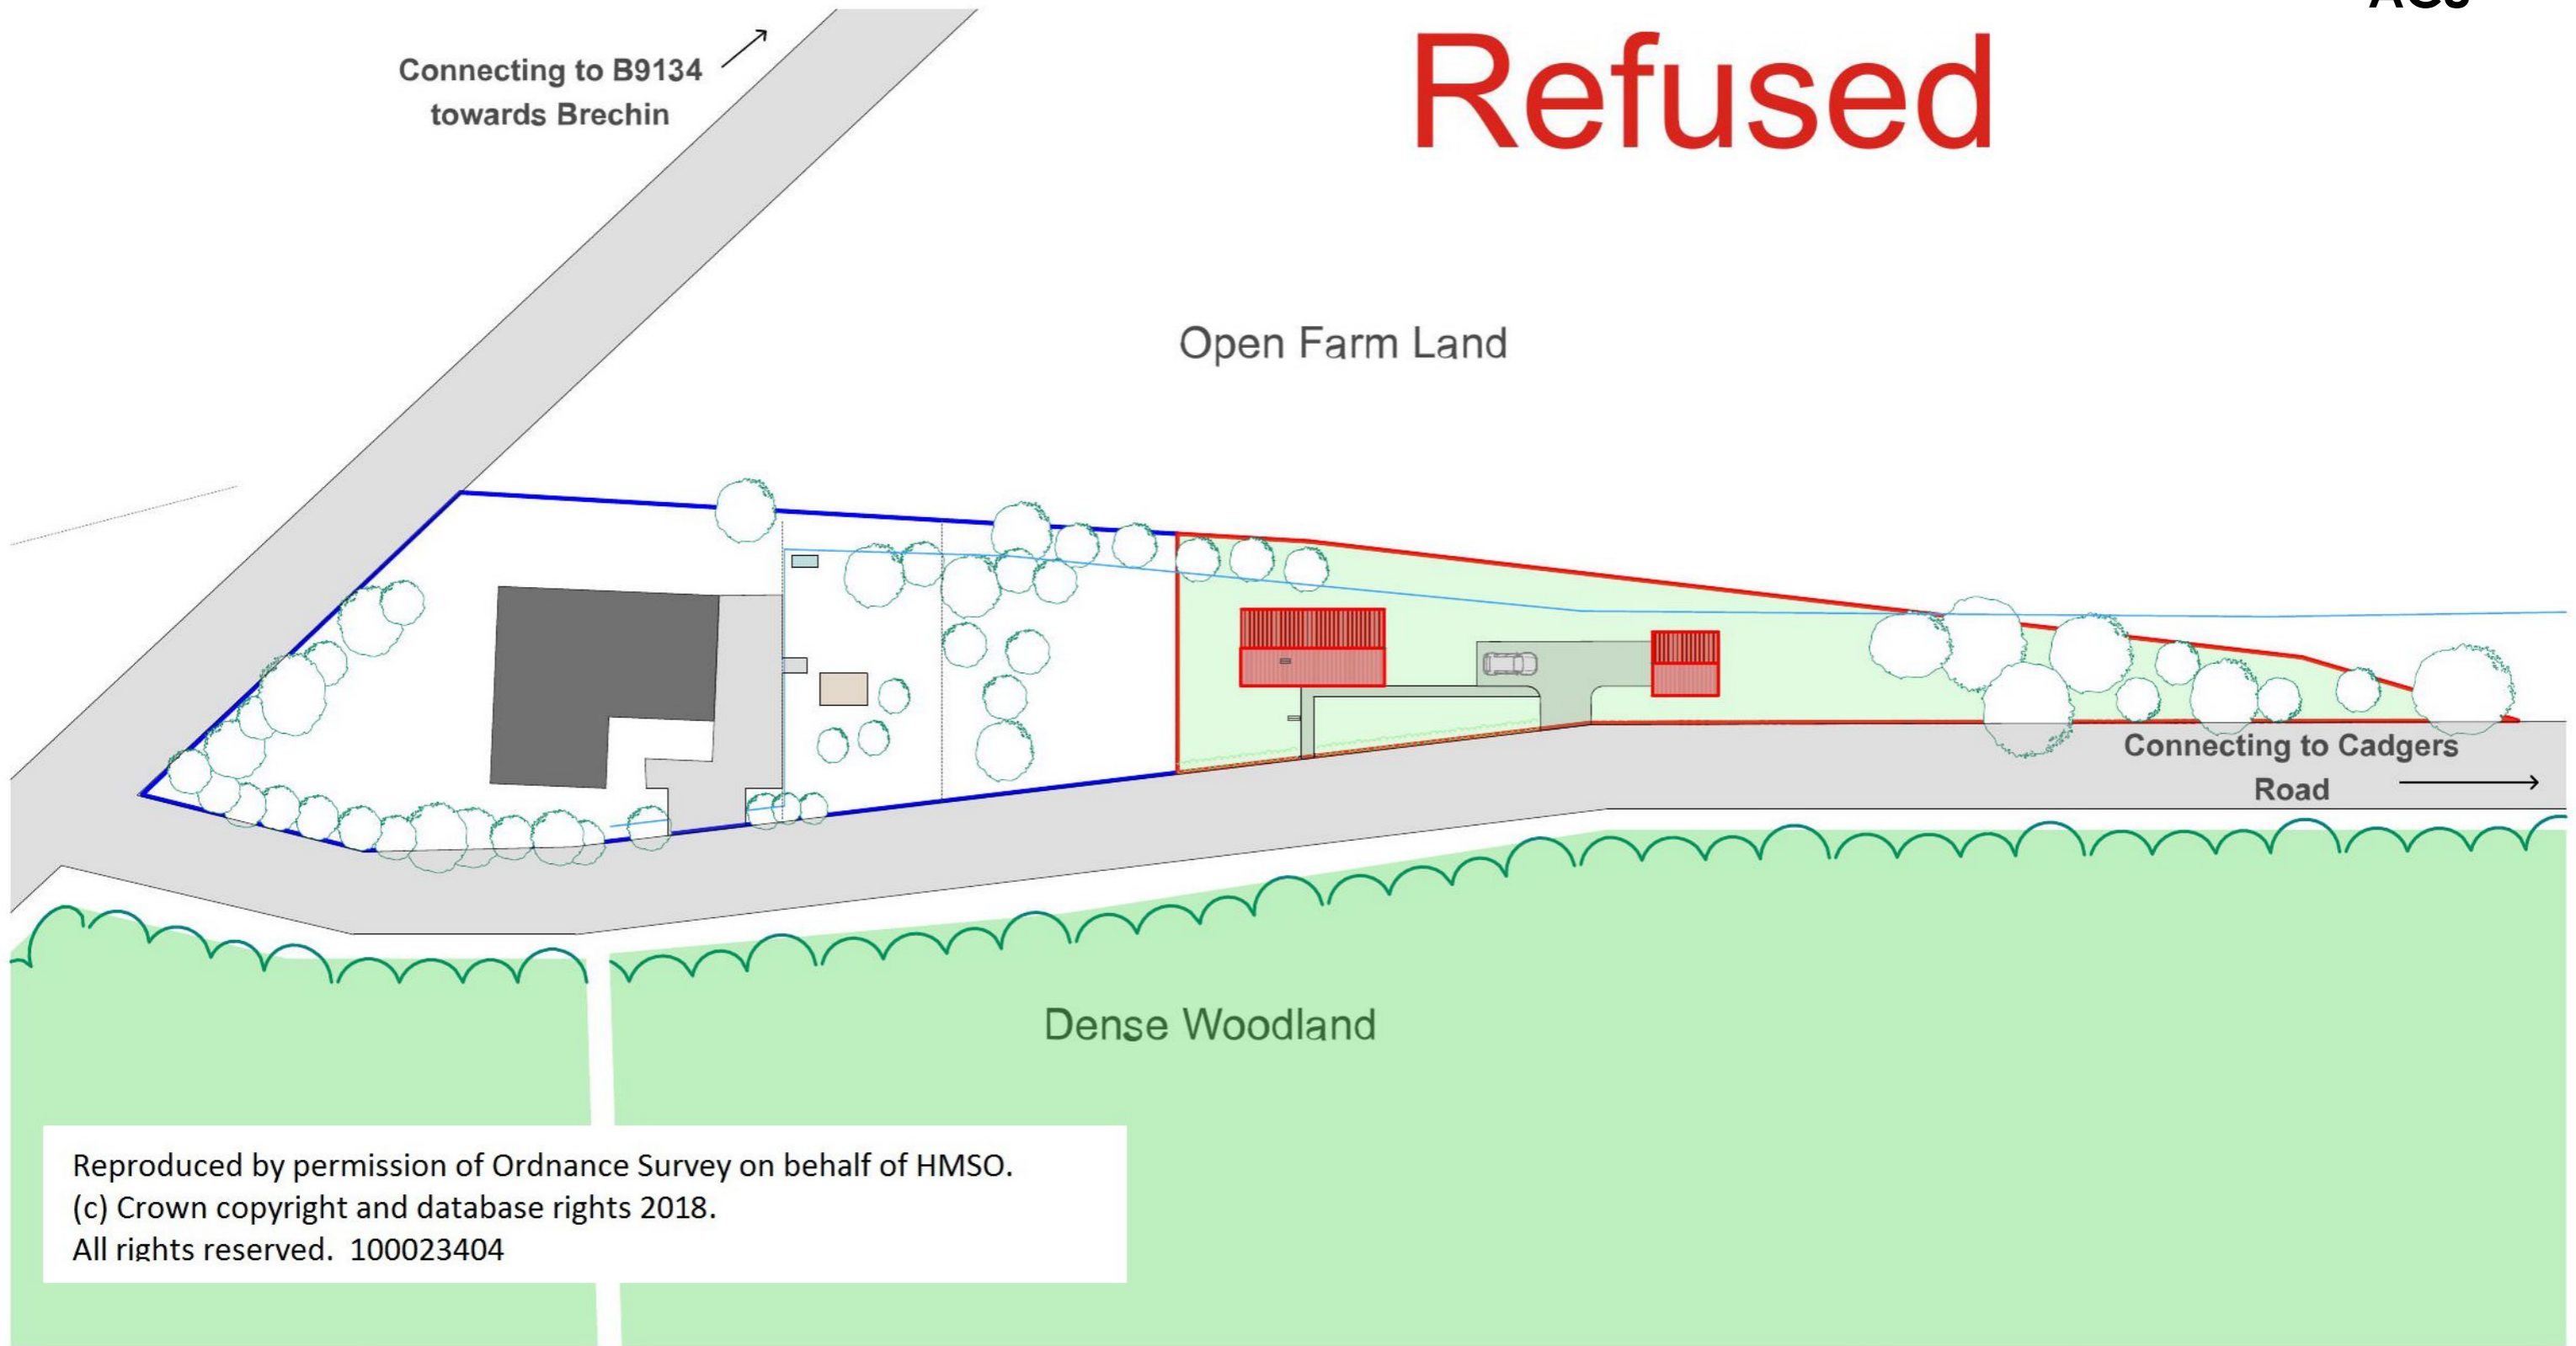 Connecting to B9134
towards Brechin
Refused
Open Farm Land
Connecting to Cadgers
Road
Dense Woodland
Reproduced by permission of Ordnance Survey on behalf of HMSO.
(c) Crown copyright and database rights 2018.
All rights reserved. 100023404